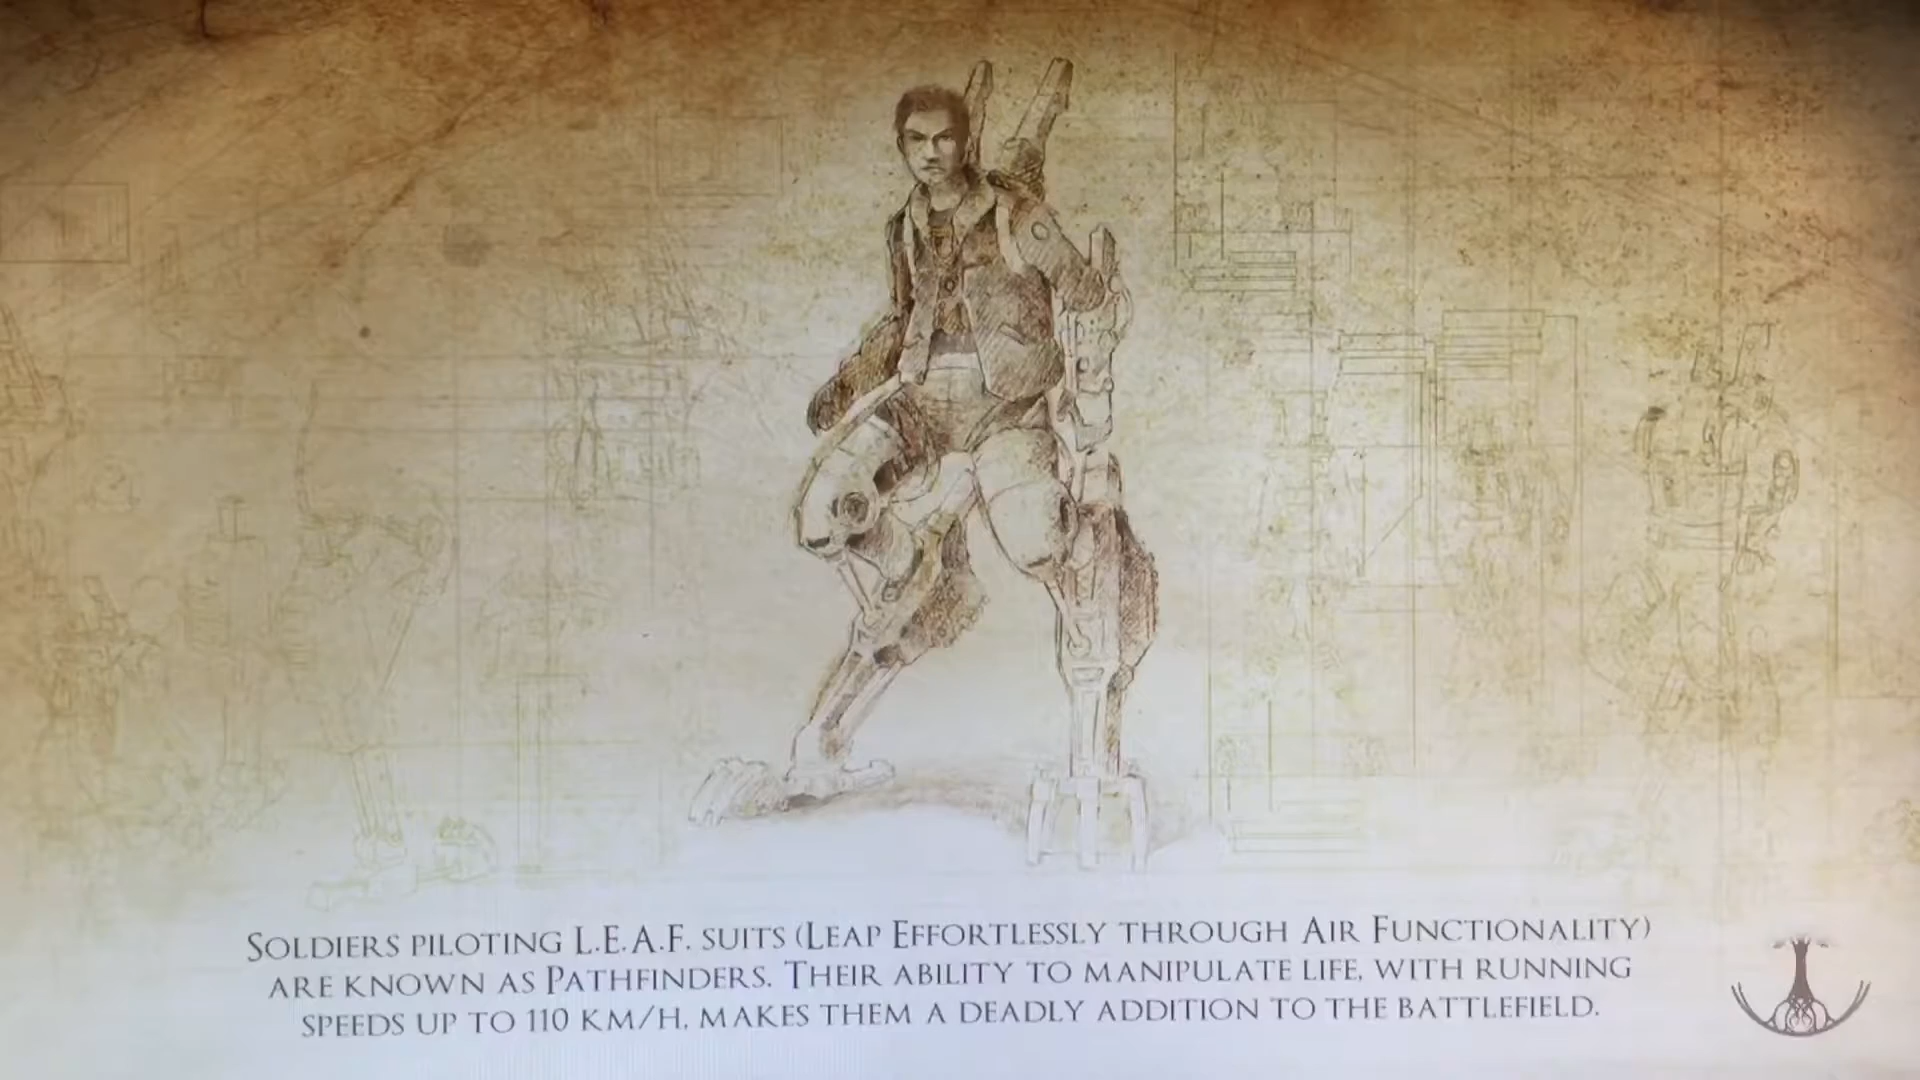 Soldiers piloting L.E.A.F. suits (Leap Effortlessly through Air Functionality)
are known as Pathfinders. Their ability to manipulate life, with running
speeds up to 110 km/h, makes them a deadly addition to the battlefield.